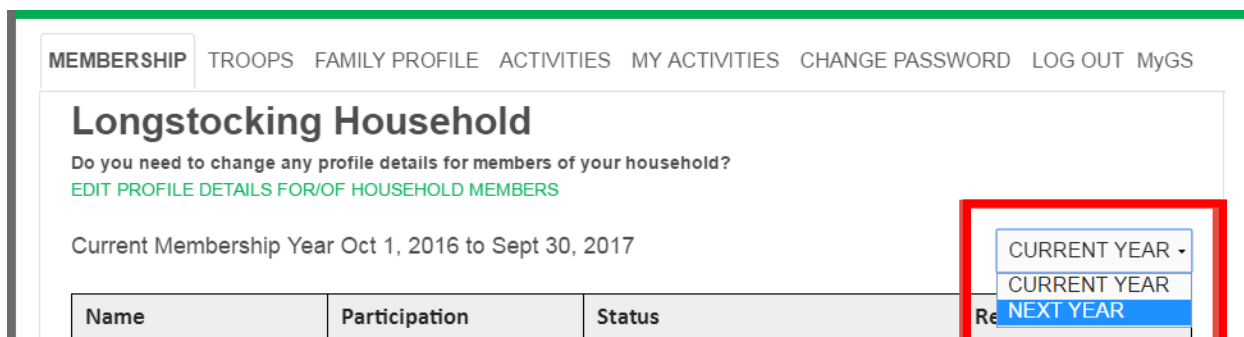 MEMBERSHIP TROOPS FAMILY PROFILE ACTIVITIES MY ACTIVITIES CHANGE PASSWORD LOG OUT MyGS
Longstocking Household
Do you need to change any profile details for members of your household?
EDIT PROFILE DETAILS FOR/OF HOUSEHOLD MEMBERS
Current Membership Year Oct 1, 2016 to Sept 30, 2017
CURRENT YEAR
CURRENT YEAR
NEXT YEAR
Name Participation Status